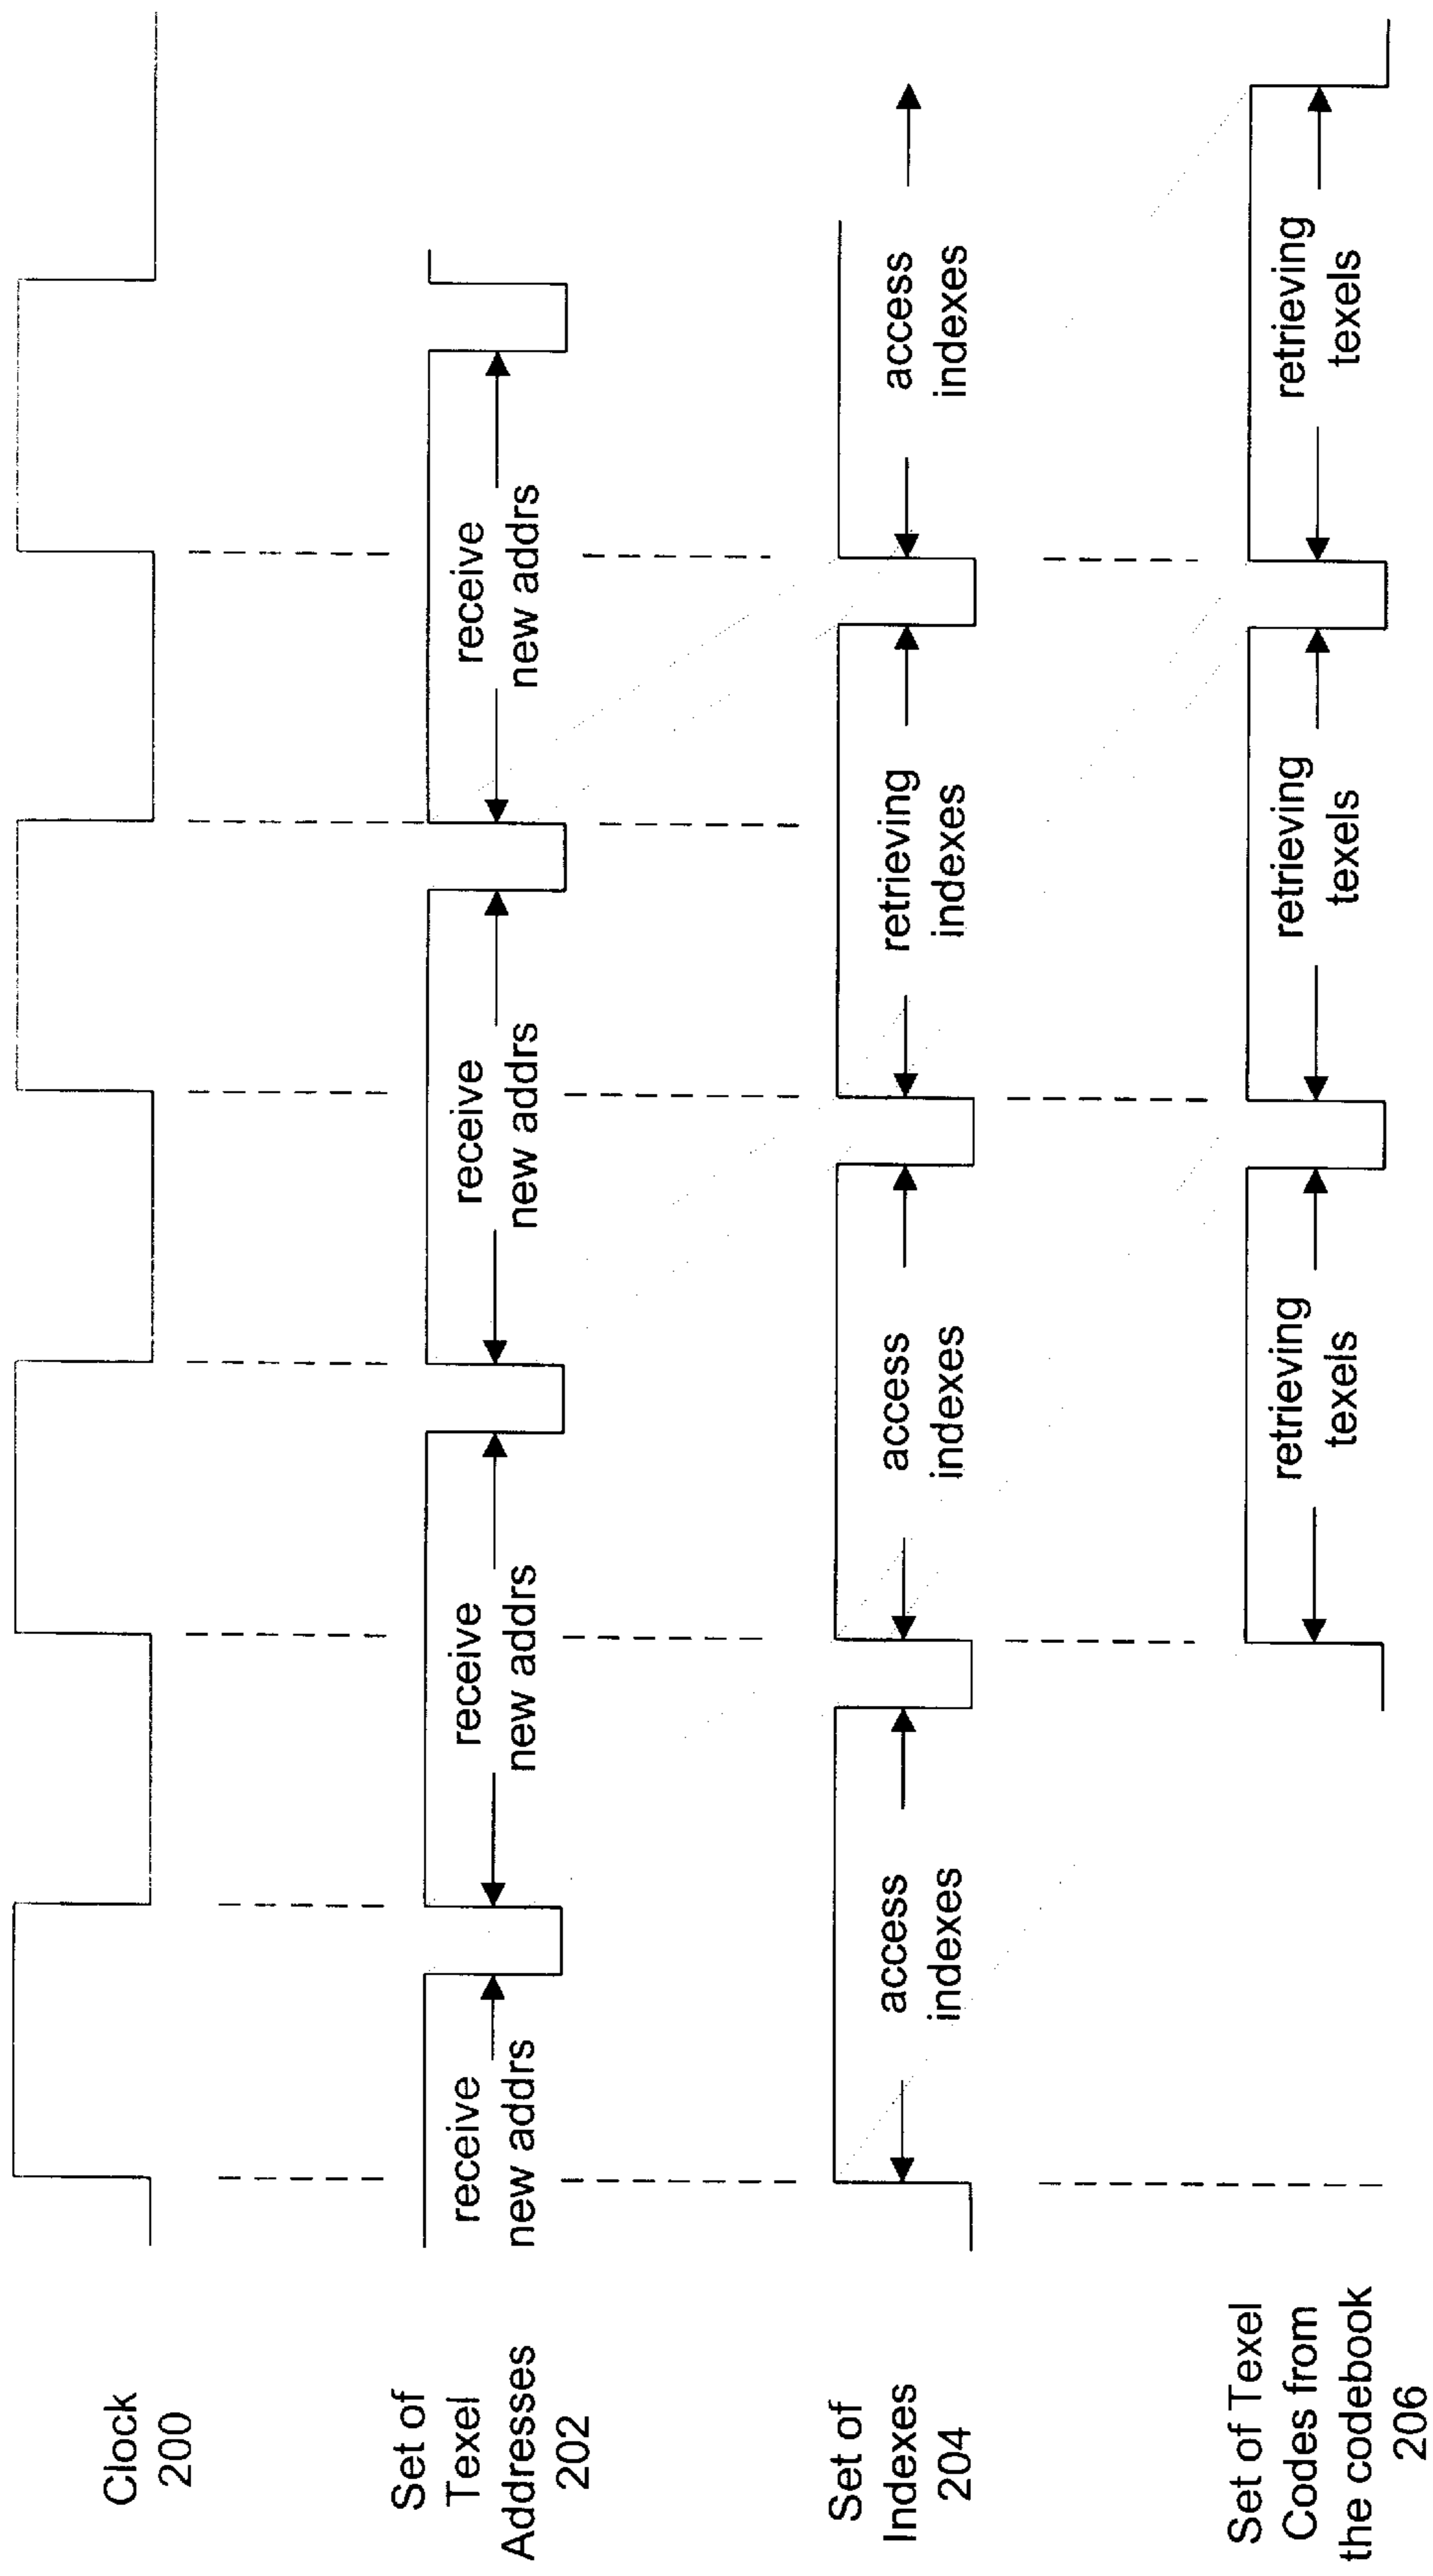 Clock
200
Set of
Texel
Addresses
202
receive
new addrs
receive
new addrs
receive
new addrs
receive
new addrs
Set of
Indexes
204
access
indexes
access
indexes
retrieving
indexes
access
indexes
Set of Texel
Codes from
the codebook
206
retrieving
texels
retrieving
texels
retrieving
texels